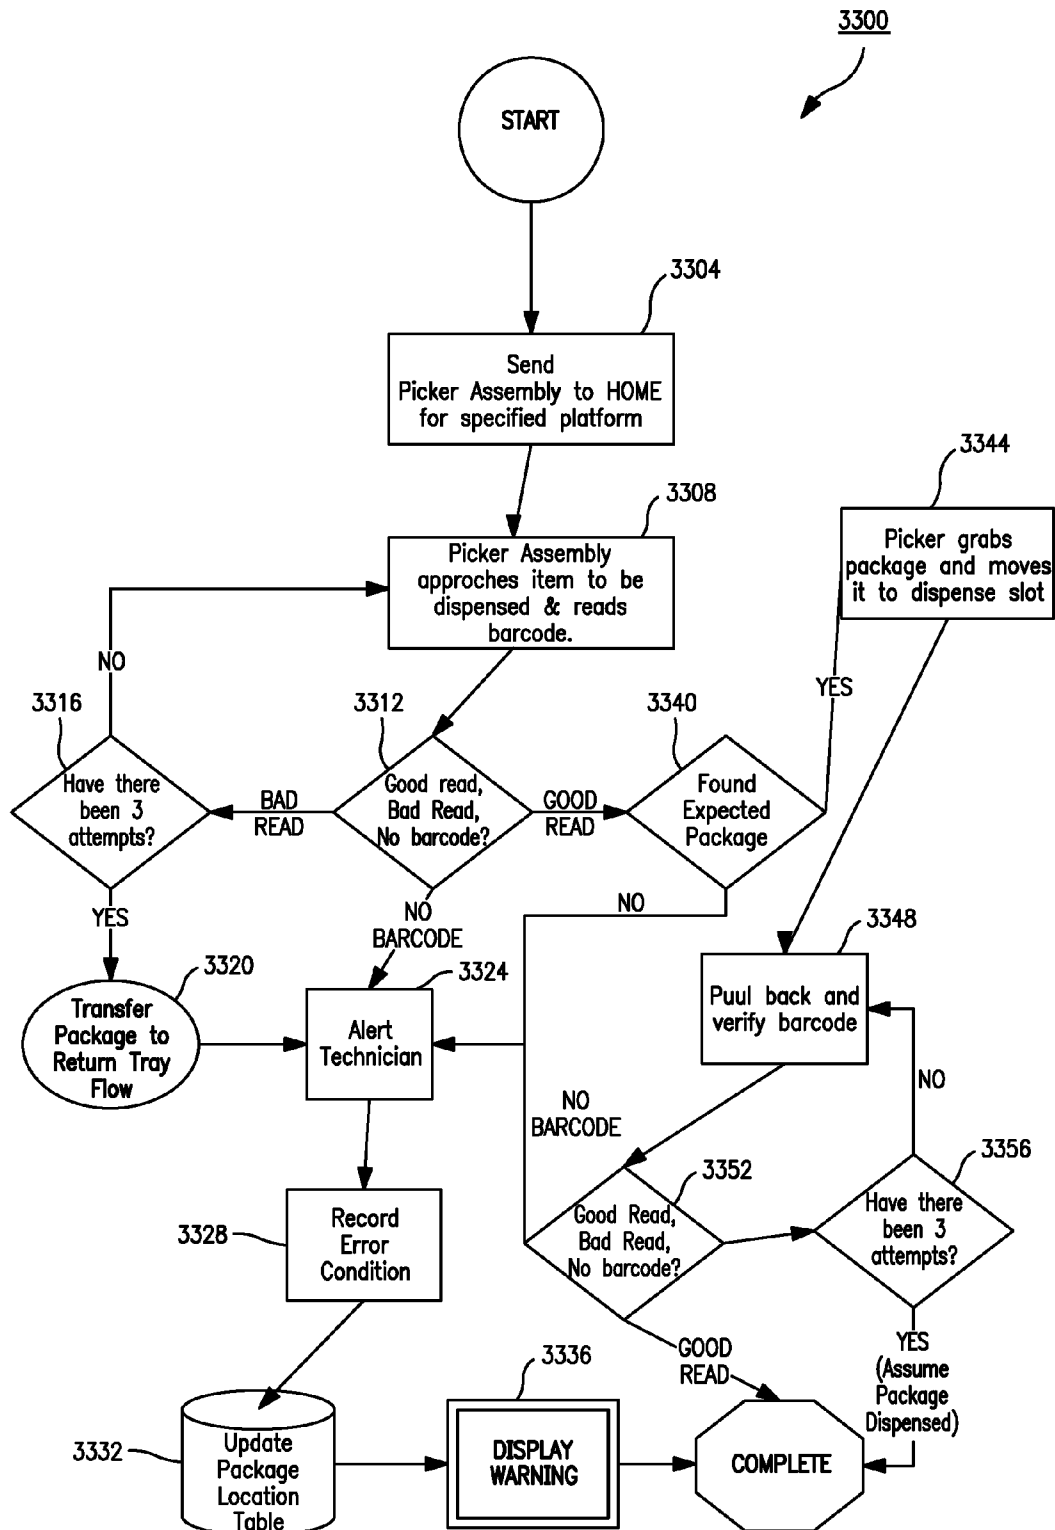 3300
START
3304
Send
Picker Assembly to HOME
for specified platform
3344
3308
Picker grabs
package and moves
it to dispense slot
Picker Assembly
approches item to be
dispensed & reads
barcode.
NO
YES
3316
3312
3340
Have there
been 3
attempts?
BAD
READ
Good read,
Bad Read,
No barcode?
GOOD
READ
Found
Expected
Package
YES
NO
BARCODE
NO
3348
3320
3324
Transfer
Package to
Return Tray
Flow
Alert
Technician
Puul back and
verify barcode
NO
NO
BARCODE
3352
3356
3328
Record
Error
Condition
Good Read,
Bad Read,
No barcode?
Have there
been 3
attempts?
3336
GOOD
READ
YES
(Assume
Package
Dispensed)
3332
Update
Package
Location
Table
DISPLAY
WARNING
COMPLETE